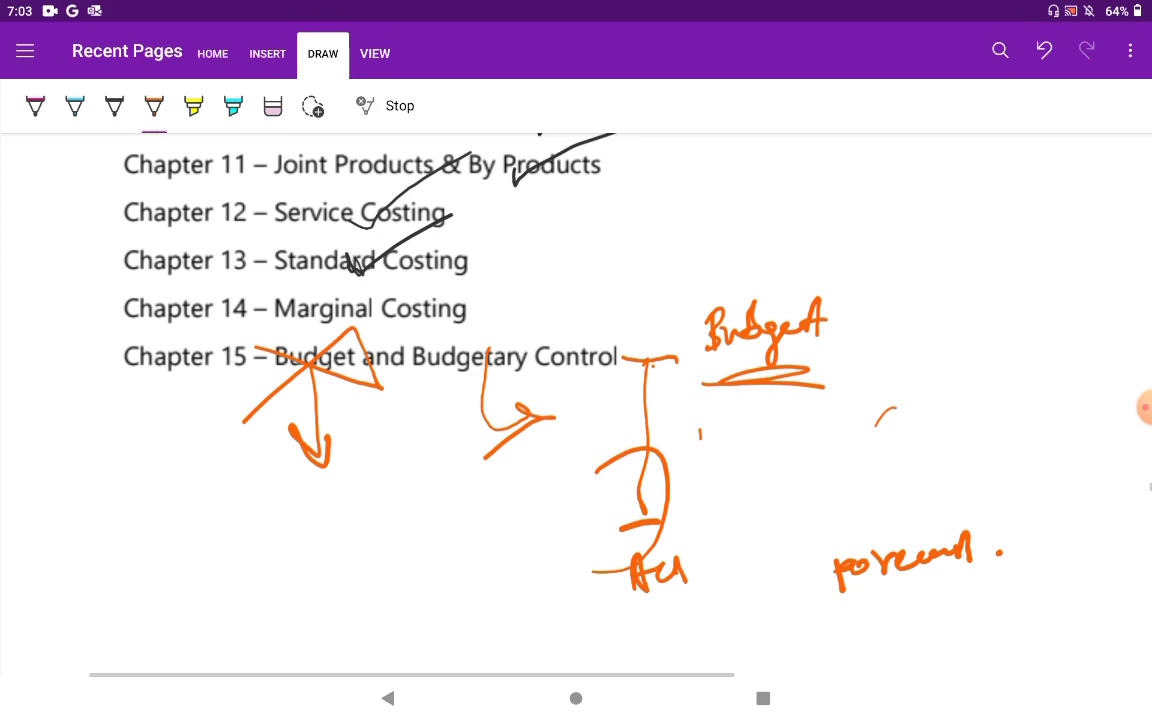 7:03 G 64%
Recent Pages HOME INSERT DRAW VIEW
Stop
Chapter 11 – Joint Products & By Products
Chapter 12 – Service Costing
Chapter 13 – Standard Costing
Chapter 14 – Marginal Costing
Chapter 15 – Budget and Budgetary Control
Budget